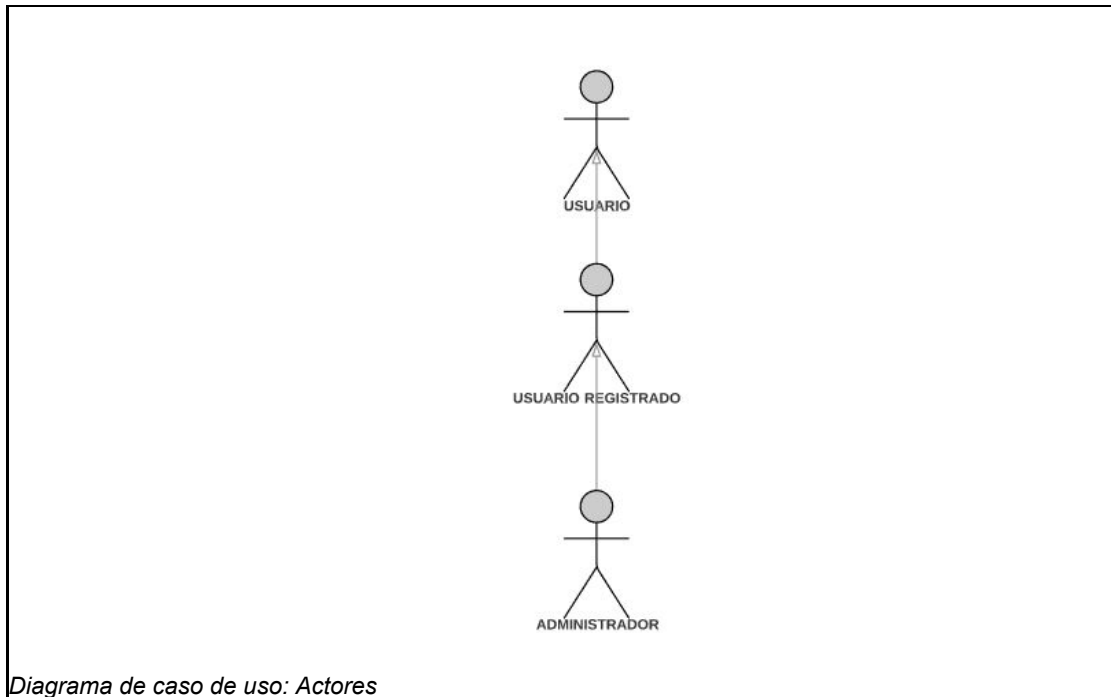 USUARIO
USUARIO REGISTRADO
ADMINISTRADOR
Diagrama de caso de uso: Actores